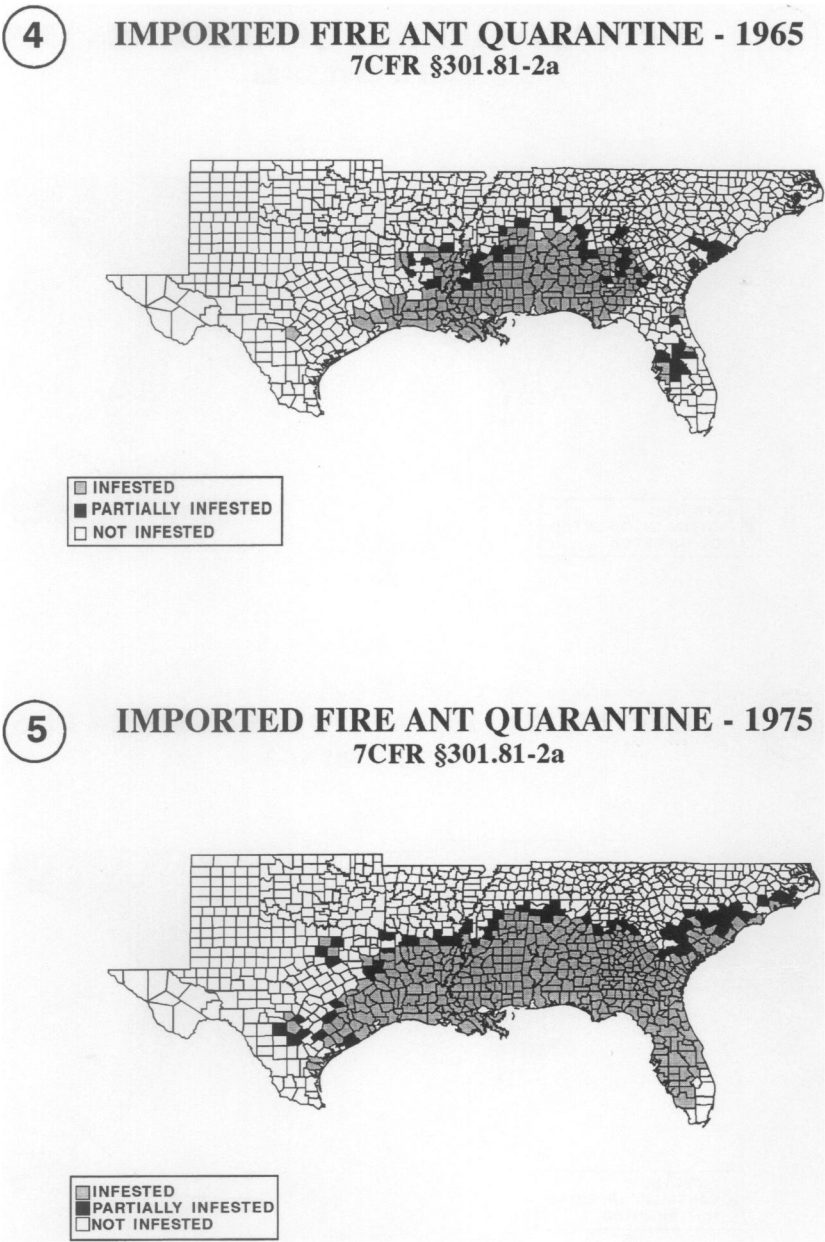 4
IMPORTED FIRE ANT QUARANTINE - 1965
7CFR §301.81-2a
INFESTED
PARTIALLY INFESTED
NOT INFESTED
5
IMPORTED FIRE ANT QUARANTINE - 1975
7CFR §301.81-2a
INFESTED
PARTIALLY INFESTED
NOT INFESTED